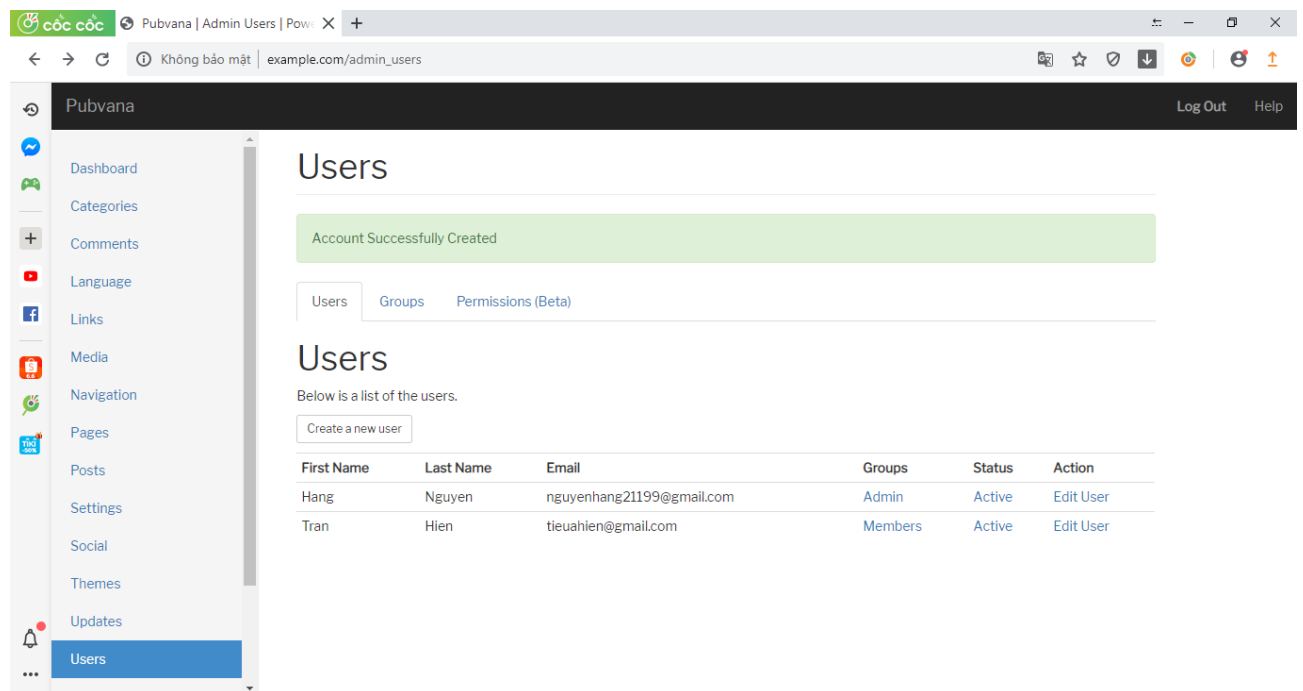 cốc cốc Pubvana | Admin Users | Pow
Không bảo mật example.com/admin_users
Pubvana Log Out Help
Dashboard
Categories
Comments
Language
Links
Media
Navigation
Pages
Posts
Settings
Social
Themes
Updates
Users
Users
Account Successfully Created
Users Groups Permissions (Beta)
Users
Below is a list of the users.
Create a new user
First Name Last Name Email Groups Status Action
Hang Nguyen nguyenhang21199@gmail.com Admin Active Edit User
Tran Hien tieuahien@gmail.com Members Active Edit User